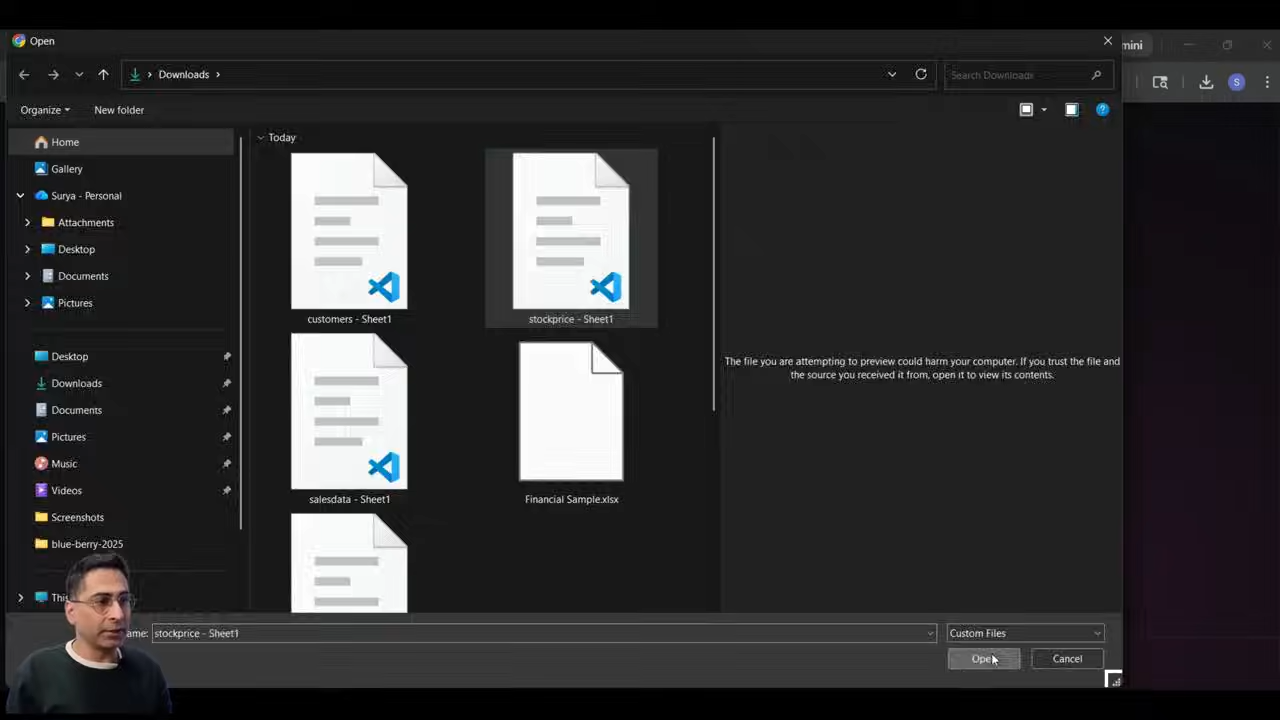 Open
mini
Downloads
Search Downloads
S
Organize
New folder
Home
Gallery
Surya - Personal
Attachments
Desktop
Documents
Pictures
Desktop
Downloads
Documents
Pictures
Music
Videos
Screenshots
blue-berry-2025
Today
customers - Sheet1
stockprice - Sheet1
salesdata - Sheet1
Financial Sample.xlsx
The file you are attempting to preview could harm your computer. If you trust the file and
the source you received it from, open it to view its contents.
ame:
stockprice - Sheet1
Custom Files
Open
Cancel